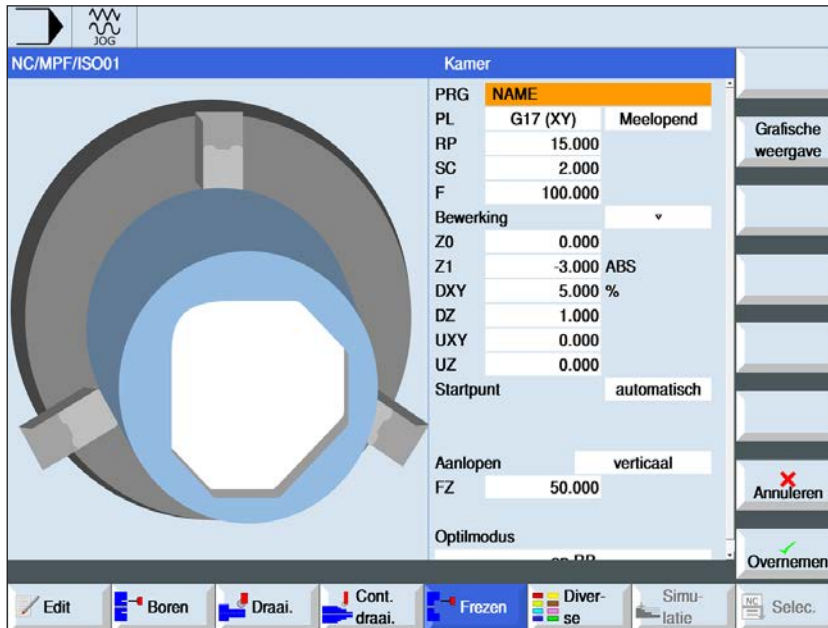 JOG
NC/MPF/ISO01
Kamer
PRG NAME
PL G17 (XY) Meelopend
RP 15.000
SC 2.000
F 100.000
Bewerking ▿
Z0 0.000
Z1 -3.000 ABS
DXY 5.000 %
DZ 1.000
UXY 0.000
UZ 0.000
Startpunt automatisch
Aanlopen verticaal
FZ 50.000
Optilmodus
Grafische
weergave
Annuleren
Overnemen
Edit
Boren
Draai.
Cont.
draai.
Frezen
Diver-
se
Simu-
latie
NC
Selec.